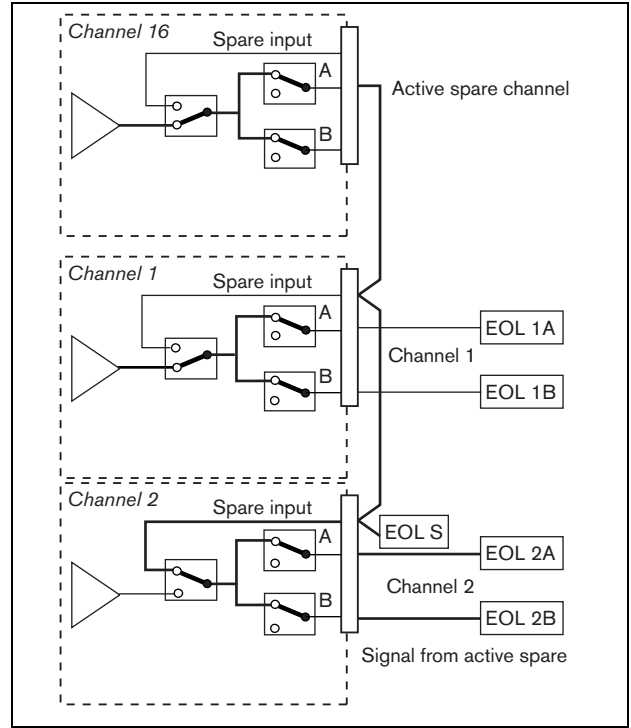 Channel 16
Spare input
A
Active spare channel
B
Channel 1
Spare input
A
EOL 1A
Channel 1
B
EOL 1B
Channel 2
Spare input
A
EOL S
EOL 2A
Channel 2
B
EOL 2B
Signal from active spare